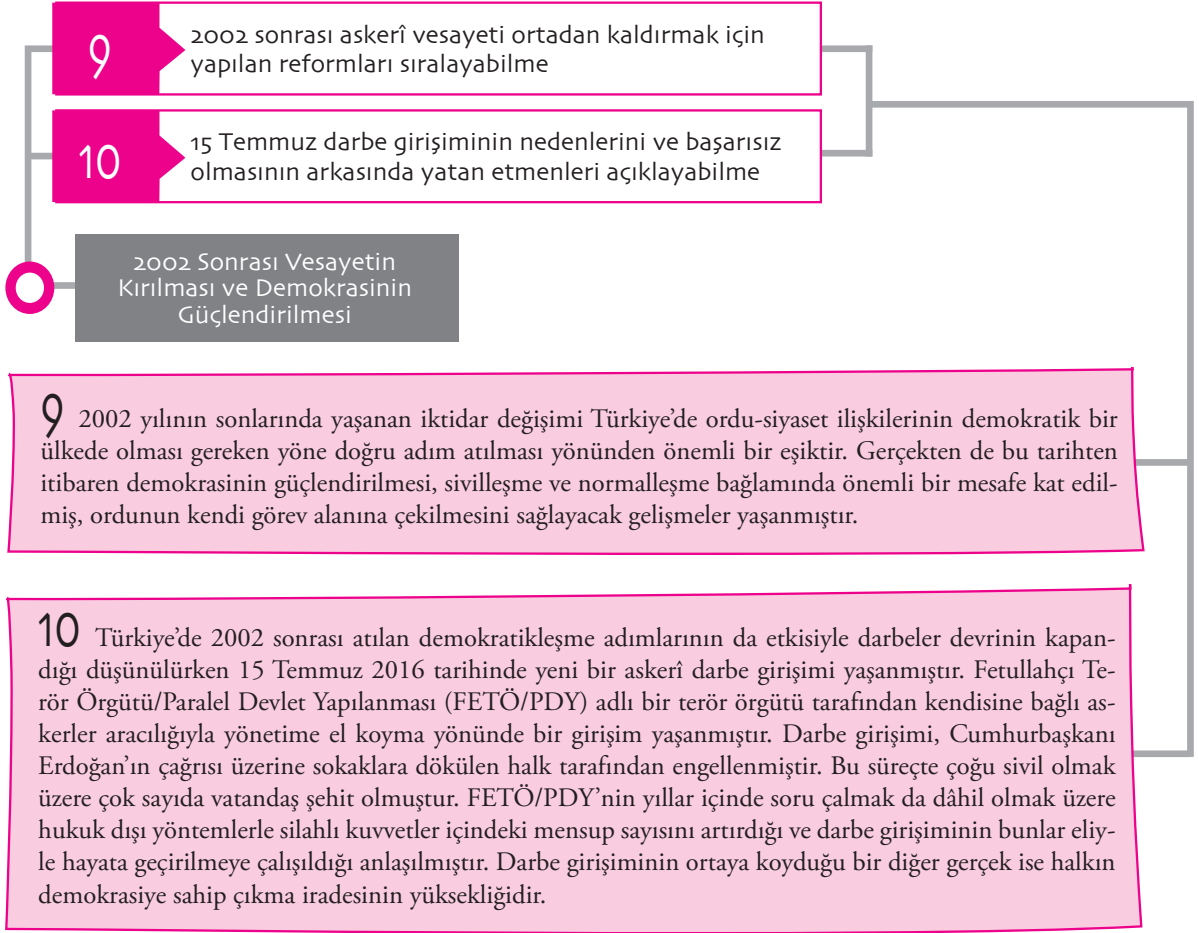 9
2002 sonrası askerî vesayeti ortadan kaldırmak için
yapılan reformları sıralayabilme
10
15 Temmuz darbe girişiminin nedenlerini ve başarısız
olmasının arkasında yatan etmenleri açıklayabilme
2002 Sonrası Vesayetin
Kırılması ve Demokrasinin
Güçlendirilmesi
9 2002 yılının sonlarında yaşanan iktidar değişimi Türkiye’de ordu-siyaset ilişkilerinin demokratik bir
ülkede olması gereken yöne doğru adım atılması yönünden önemli bir eşiktir. Gerçekten de bu tarihten
itibaren demokrasinin güçlendirilmesi, sivilleşme ve normalleşme bağlamında önemli bir mesafe kat edil-
miş, ordunun kendi görev alanına çekilmesini sağlayacak gelişmeler yaşanmıştır.
10 Türkiye’de 2002 sonrası atılan demokratikleşme adımlarının da etkisiyle darbeler devrinin kapan-
dığı düşünülürken 15 Temmuz 2016 tarihinde yeni bir askerî darbe girişimi yaşanmıştır. Fetullahçı Te-
rör Örgütü/Paralel Devlet Yapılanması (FETÖ/PDY) adlı bir terör örgütü tarafından kendisine bağlı as-
kerler aracılığıyla yönetime el koyma yönünde bir girişim yaşanmıştır. Darbe girişimi, Cumhurbaşkanı
Erdoğan’ın çağrısı üzerine sokaklara dökülen halk tarafından engellenmiştir. Bu süreçte çoğu sivil olmak
üzere çok sayıda vatandaş şehit olmuştur. FETÖ/PDY’nin yıllar içinde soru çalmak da dâhil olmak üzere
hukuk dışı yöntemlerle silahlı kuvvetler içindeki mensup sayısını artırdığı ve darbe girişiminin bunlar eliy-
le hayata geçirilmeye çalışıldığı anlaşılmıştır. Darbe girişiminin ortaya koyduğu bir diğer gerçek ise halkın
demokrasiye sahip çıkma iradesinin yüksekliğidir.